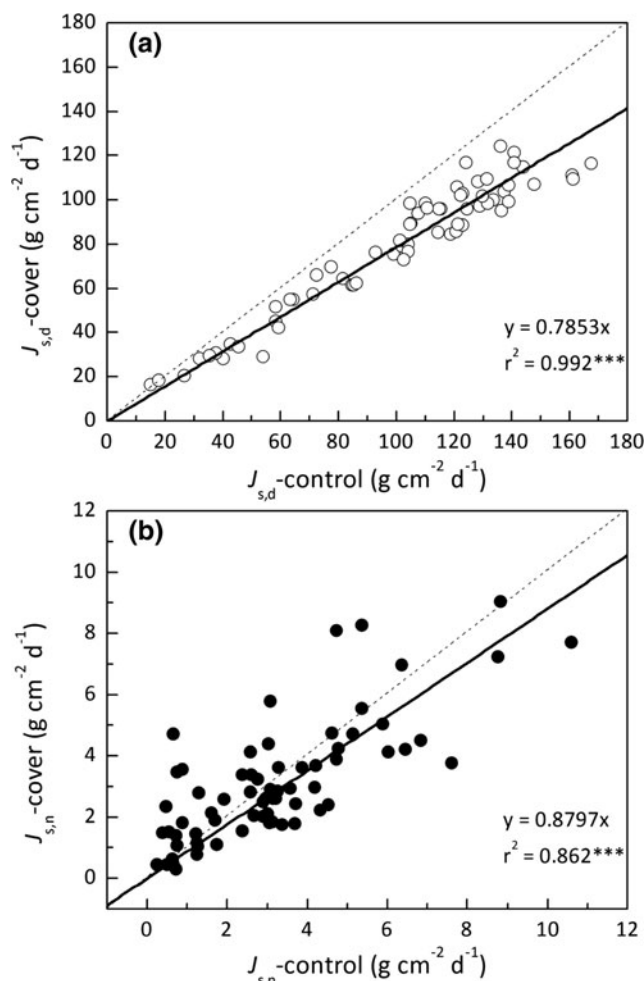 (a)
180
160
140
120
100
80
60
40
20
0
J_s,d-cover (g cm⁻² d⁻¹)
y = 0.7853x
r² = 0.992***
0 20 40 60 80 100 120 140 160 180
J_s,d-control (g cm⁻² d⁻¹)
(b)
12
10
8
6
4
2
0
J_s,n-cover (g cm⁻² d⁻¹)
y = 0.8797x
r² = 0.862***
0 2 4 6 8 10 12
J_s,n-control (g cm⁻² d⁻¹)